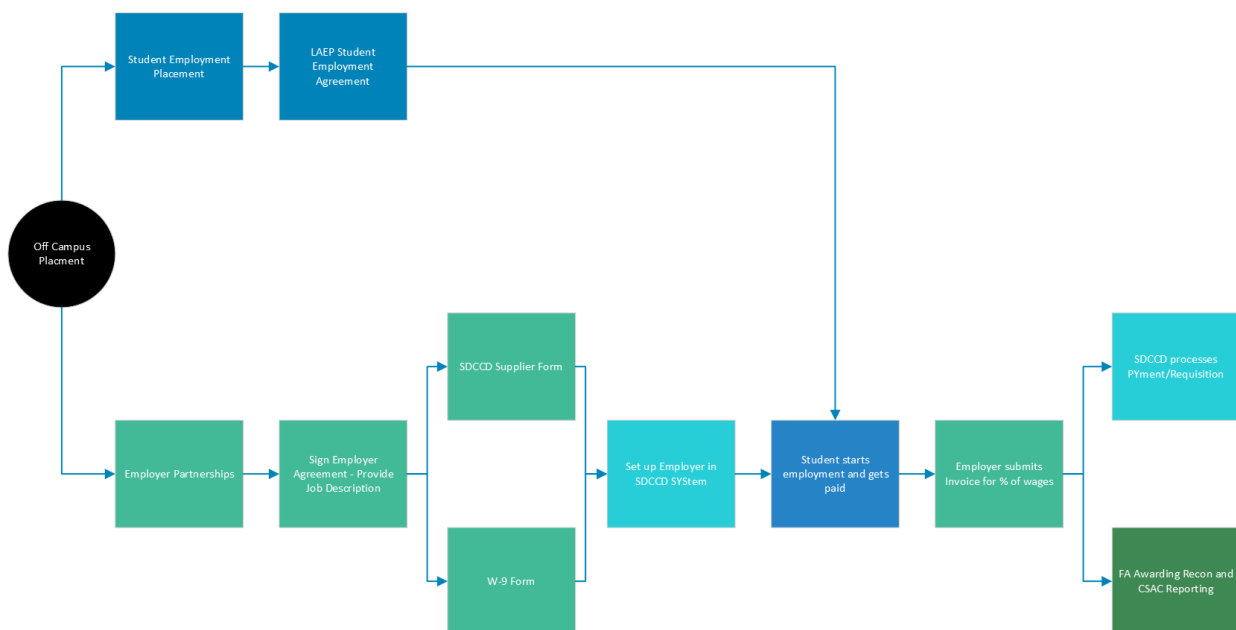 Student Employment
Placement
LAEP Student
Employment
Agreement
Off Campus
Placment
SDCCD Supplier Form
SDCCD processes
PYment/Requisition
Employer Partnerships
Sign Employer
Agreement - Provide
Job Description
Set up Employer in
SDCCD SYStem
Student starts
employment and gets
paid
Employer submits
Invoice for % of wages
W-9 Form
FA Awarding Recon and
CSAC Reporting